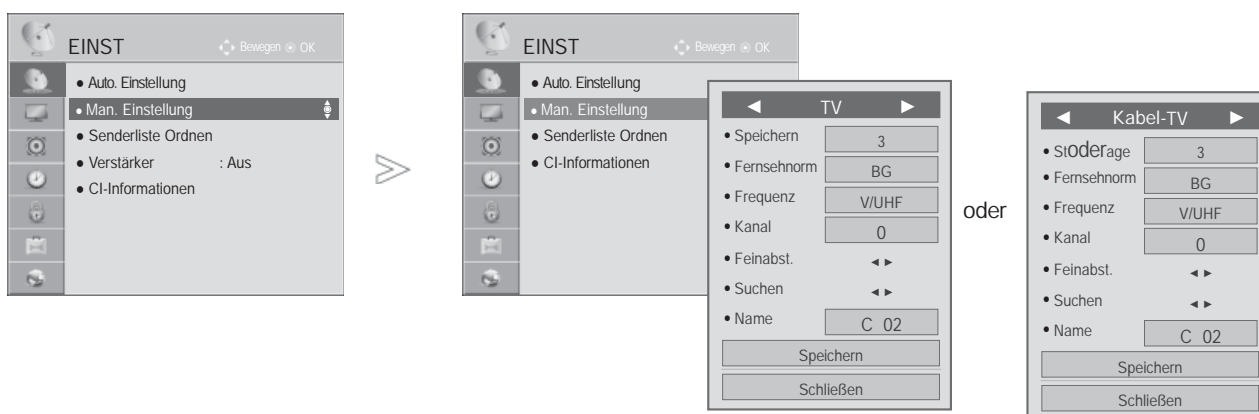 EINST
Bewegen OK
● Auto. Einstellung
● Man. Einstellung
● Senderliste Ordnen
● Verstärker : Aus
● CI-Informationen
EINST
Bewegen OK
● Auto. Einstellung
● Man. Einstellung
● Senderliste Ordnen
● CI-Informationen
◄ TV ►
● Speichern 3
● Fernsehnorm BG
● Frequenz V/UHF
● Kanal 0
● Feinabst. ◄ ►
● Suchen ◄ ►
● Name C 02
Speichern
Schließen
oder
◄ Kabel-TV ►
● Stoderage 3
● Fernsehnorm BG
● Frequenz V/UHF
● Kanal 0
● Feinabst. ◄ ►
● Suchen ◄ ►
● Name C 02
Speichern
Schließen